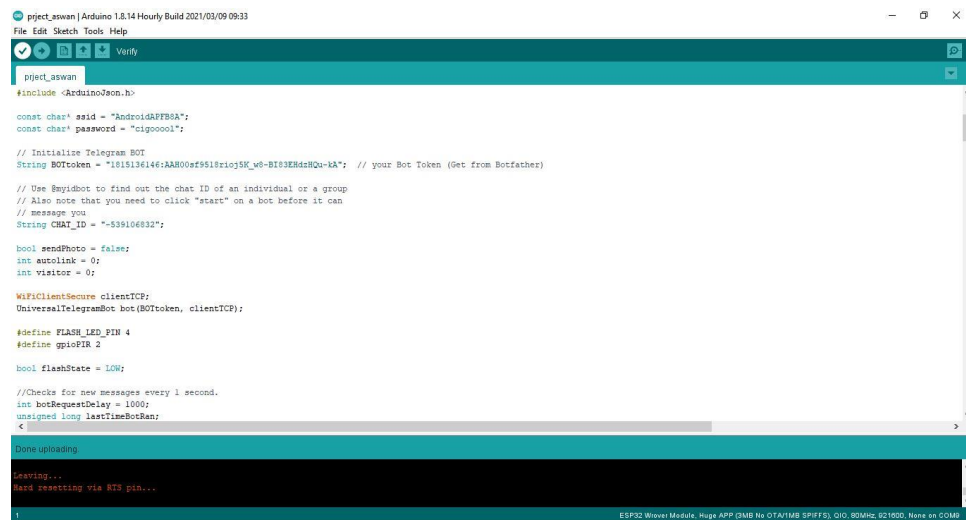 prject_aswan | Arduino 1.8.14 Hourly Build 2021/03/09 09:33
File Edit Sketch Tools Help
Verify
prject_aswan
#include <ArduinoJson.h>
const char* ssid = "AndroidAPFB8A";
const char* password = "cigooool";
// Initialize Telegram BOT
String BOTtoken = "1815136146:AAH00sf9518rioj5K_w8-BI83EHdzHQu-kA"; // your Bot Token (Get from Botfather)
// Use @myidbot to find out the chat ID of an individual or a group
// Also note that you need to click "start" on a bot before it can
// message you
String CHAT_ID = "-539106832";
bool sendPhoto = false;
int autolink = 0;
int visitor = 0;
WiFiClientSecure clientTCP;
UniversalTelegramBot bot(BOTtoken, clientTCP);
#define FLASH_LED_PIN 4
#define gpioPIR 2
bool flashState = LOW;
//Checks for new messages every 1 second.
int botRequestDelay = 1000;
unsigned long lastTimeBotRan;
Done uploading.
Leaving...
Hard resetting via RTS pin...
1
ESP32 Wrover Module, Huge APP (3MB No OTA/1MB SPIFFS), QIO, 80MHz, 921600, None on COM9